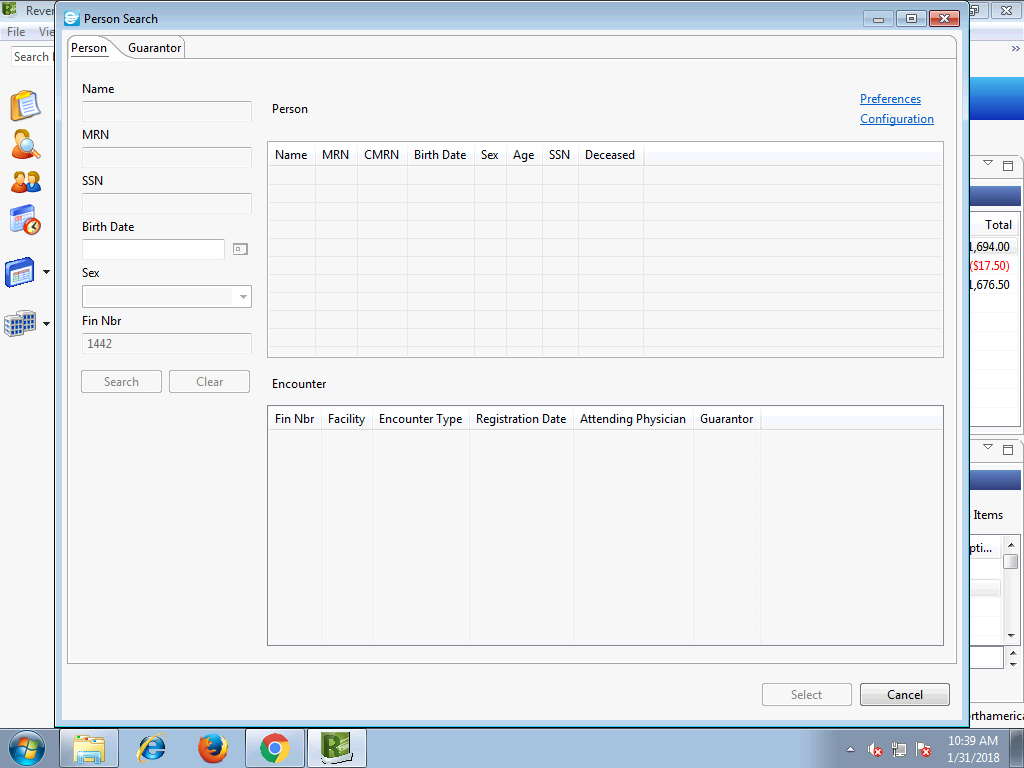 Rever
Person Search
File Vie
Search
Person Guarantor
Name
MRN
SSN
Birth Date
Sex
Fin Nbr
1442
Search Clear
Person
Preferences
Configuration
Name MRN CMRN Birth Date Sex Age SSN Deceased
Encounter
Fin Nbr Facility Encounter Type Registration Date Attending Physician Guarantor
Select Cancel
»
Total
1,694.00
($17.50)
1,676.50
Items
pti...
rthamerica
10:39 AM
1/31/2018